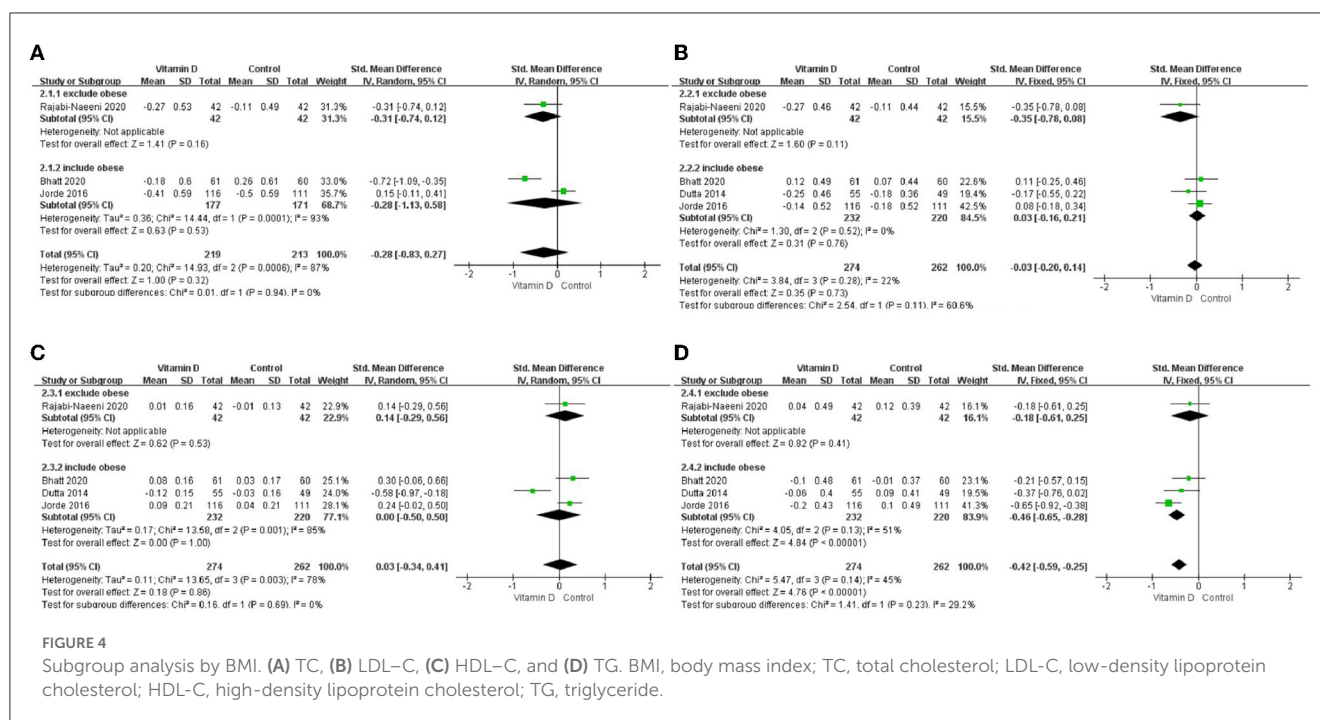 A
Vitamin D Control Std. Mean Difference Std. Mean Difference
Study or Subgroup Mean SD Total Mean SD Total Weight IV, Random, 95% CI IV, Random, 95% CI
2.1.1 exclude obese
Rajabi-Naeeni 2020 -0.27 0.53 42 -0.11 0.49 42 31.3% -0.31 [-0.74, 0.12]
Subtotal (95% CI) 42 42 31.3% -0.31 [-0.74, 0.12]
Heterogeneity: Not applicable
Test for overall effect: Z = 1.41 (P = 0.16)
2.1.2 include obese
Bhatt 2020 -0.18 0.6 61 0.26 0.61 60 33.0% -0.72 [-1.09, -0.35]
Jorde 2016 -0.41 0.59 116 -0.5 0.59 111 35.7% 0.15 [-0.11, 0.41]
Subtotal (95% CI) 177 171 68.7% -0.28 [-1.13, 0.58]
Heterogeneity: Tau² = 0.36; Chi² = 14.44, df = 1 (P = 0.0001); I² = 93%
Test for overall effect: Z = 0.63 (P = 0.53)
Total (95% CI) 219 213 100.0% -0.28 [-0.83, 0.27]
Heterogeneity: Tau² = 0.20; Chi² = 14.93, df = 2 (P = 0.0006); I² = 87%
Test for overall effect: Z = 1.00 (P = 0.32)
Test for subgroup differences: Chi² = 0.01, df = 1 (P = 0.94), I² = 0%
-2 -1 0 1 2
Vitamin D Control
B
Vitamin D Control Std. Mean Difference Std. Mean Difference
Study or Subgroup Mean SD Total Mean SD Total Weight IV, Fixed, 95% CI IV, Fixed, 95% CI
2.2.1 exclude obese
Rajabi-Naeeni 2020 -0.27 0.46 42 -0.11 0.44 42 15.5% -0.35 [-0.78, 0.08]
Subtotal (95% CI) 42 42 15.5% -0.35 [-0.78, 0.08]
Heterogeneity: Not applicable
Test for overall effect: Z = 1.60 (P = 0.11)
2.2.2 include obese
Bhatt 2020 0.12 0.49 61 0.07 0.44 60 22.6% 0.11 [-0.25, 0.46]
Dutta 2014 -0.25 0.46 55 -0.18 0.36 49 19.4% -0.17 [-0.55, 0.22]
Jorde 2016 -0.14 0.52 116 -0.18 0.52 111 42.5% 0.08 [-0.18, 0.34]
Subtotal (95% CI) 232 220 84.5% 0.03 [-0.16, 0.21]
Heterogeneity: Chi² = 1.30, df = 2 (P = 0.52); I² = 0%
Test for overall effect: Z = 0.31 (P = 0.76)
Total (95% CI) 274 262 100.0% -0.03 [-0.20, 0.14]
Heterogeneity: Chi² = 3.84, df = 3 (P = 0.28); I² = 22%
Test for overall effect: Z = 0.35 (P = 0.73)
Test for subgroup differences: Chi² = 2.54, df = 1 (P = 0.11), I² = 60.6%
-2 -1 0 1 2
Vitamin D Control
C
Vitamin D Control Std. Mean Difference Std. Mean Difference
Study or Subgroup Mean SD Total Mean SD Total Weight IV, Random, 95% CI IV, Random, 95% CI
2.3.1 exclude obese
Rajabi-Naeeni 2020 0.01 0.16 42 -0.01 0.13 42 22.9% 0.14 [-0.29, 0.56]
Subtotal (95% CI) 42 42 22.9% 0.14 [-0.29, 0.56]
Heterogeneity: Not applicable
Test for overall effect: Z = 0.62 (P = 0.53)
2.3.2 include obese
Bhatt 2020 0.08 0.16 61 0.03 0.17 60 25.1% 0.30 [-0.06, 0.66]
Dutta 2014 -0.12 0.15 55 -0.03 0.16 49 24.0% -0.58 [-0.97, -0.18]
Jorde 2016 0.09 0.21 116 0.04 0.21 111 28.1% 0.24 [-0.02, 0.50]
Subtotal (95% CI) 232 220 77.1% 0.00 [-0.50, 0.50]
Heterogeneity: Tau² = 0.17; Chi² = 13.58, df = 2 (P = 0.001); I² = 85%
Test for overall effect: Z = 0.00 (P = 1.00)
Total (95% CI) 274 262 100.0% 0.03 [-0.34, 0.41]
Heterogeneity: Tau² = 0.11; Chi² = 13.65, df = 3 (P = 0.003); I² = 78%
Test for overall effect: Z = 0.18 (P = 0.86)
Test for subgroup differences: Chi² = 0.16, df = 1 (P = 0.69), I² = 0%
-2 -1 0 1 2
Vitamin D Control
D
Vitamin D Control Std. Mean Difference Std. Mean Difference
Study or Subgroup Mean SD Total Mean SD Total Weight IV, Fixed, 95% CI IV, Fixed, 95% CI
2.4.1 exclude obese
Rajabi-Naeeni 2020 0.04 0.49 42 0.12 0.39 42 16.1% -0.18 [-0.61, 0.25]
Subtotal (95% CI) 42 42 16.1% -0.18 [-0.61, 0.25]
Heterogeneity: Not applicable
Test for overall effect: Z = 0.82 (P = 0.41)
2.4.2 include obese
Bhatt 2020 -0.1 0.48 61 -0.01 0.37 60 23.2% -0.21 [-0.57, 0.15]
Dutta 2014 -0.06 0.4 55 0.09 0.41 49 19.5% -0.37 [-0.76, 0.02]
Jorde 2016 -0.2 0.43 116 0.1 0.49 111 41.2% -0.65 [-0.92, -0.38]
Subtotal (95% CI) 232 220 83.9% -0.46 [-0.65, -0.28]
Heterogeneity: Chi² = 4.05, df = 2 (P = 0.13); I² = 51%
Test for overall effect: Z = 4.84 (P < 0.00001)
Total (95% CI) 274 262 100.0% -0.42 [-0.59, -0.25]
Heterogeneity: Chi² = 5.47, df = 3 (P = 0.14); I² = 45%
Test for overall effect: Z = 4.76 (P < 0.00001)
Test for subgroup differences: Chi² = 1.41, df = 1 (P = 0.23), I² = 29.2%
-2 -1 0 1 2
Vitamin D Control
FIGURE 4
Subgroup analysis by BMI. (A) TC, (B) LDL–C, (C) HDL–C, and (D) TG. BMI, body mass index; TC, total cholesterol; LDL-C, low-density lipoprotein
cholesterol; HDL-C, high-density lipoprotein cholesterol; TG, triglyceride.